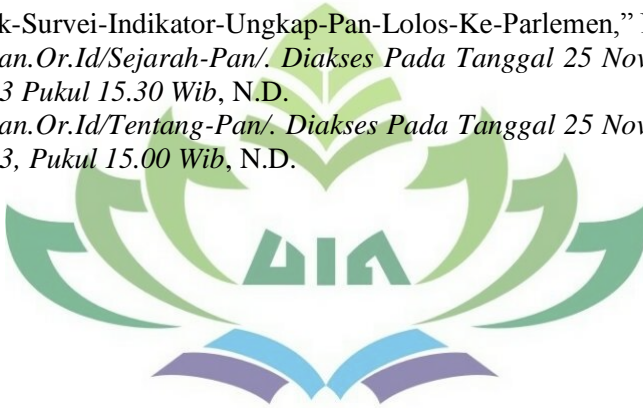 k-Survei-Indikator-Ungkap-Pan-Lolos-Ke-Parlemen,”
an.Or.Id/Sejarah-Pan/. Diakses Pada Tanggal 25 Nov
3 Pukul 15.30 Wib, N.D.
an.Or.Id/Tentang-Pan/. Diakses Pada Tanggal 25 Nov
3, Pukul 15.00 Wib, N.D.
UIN